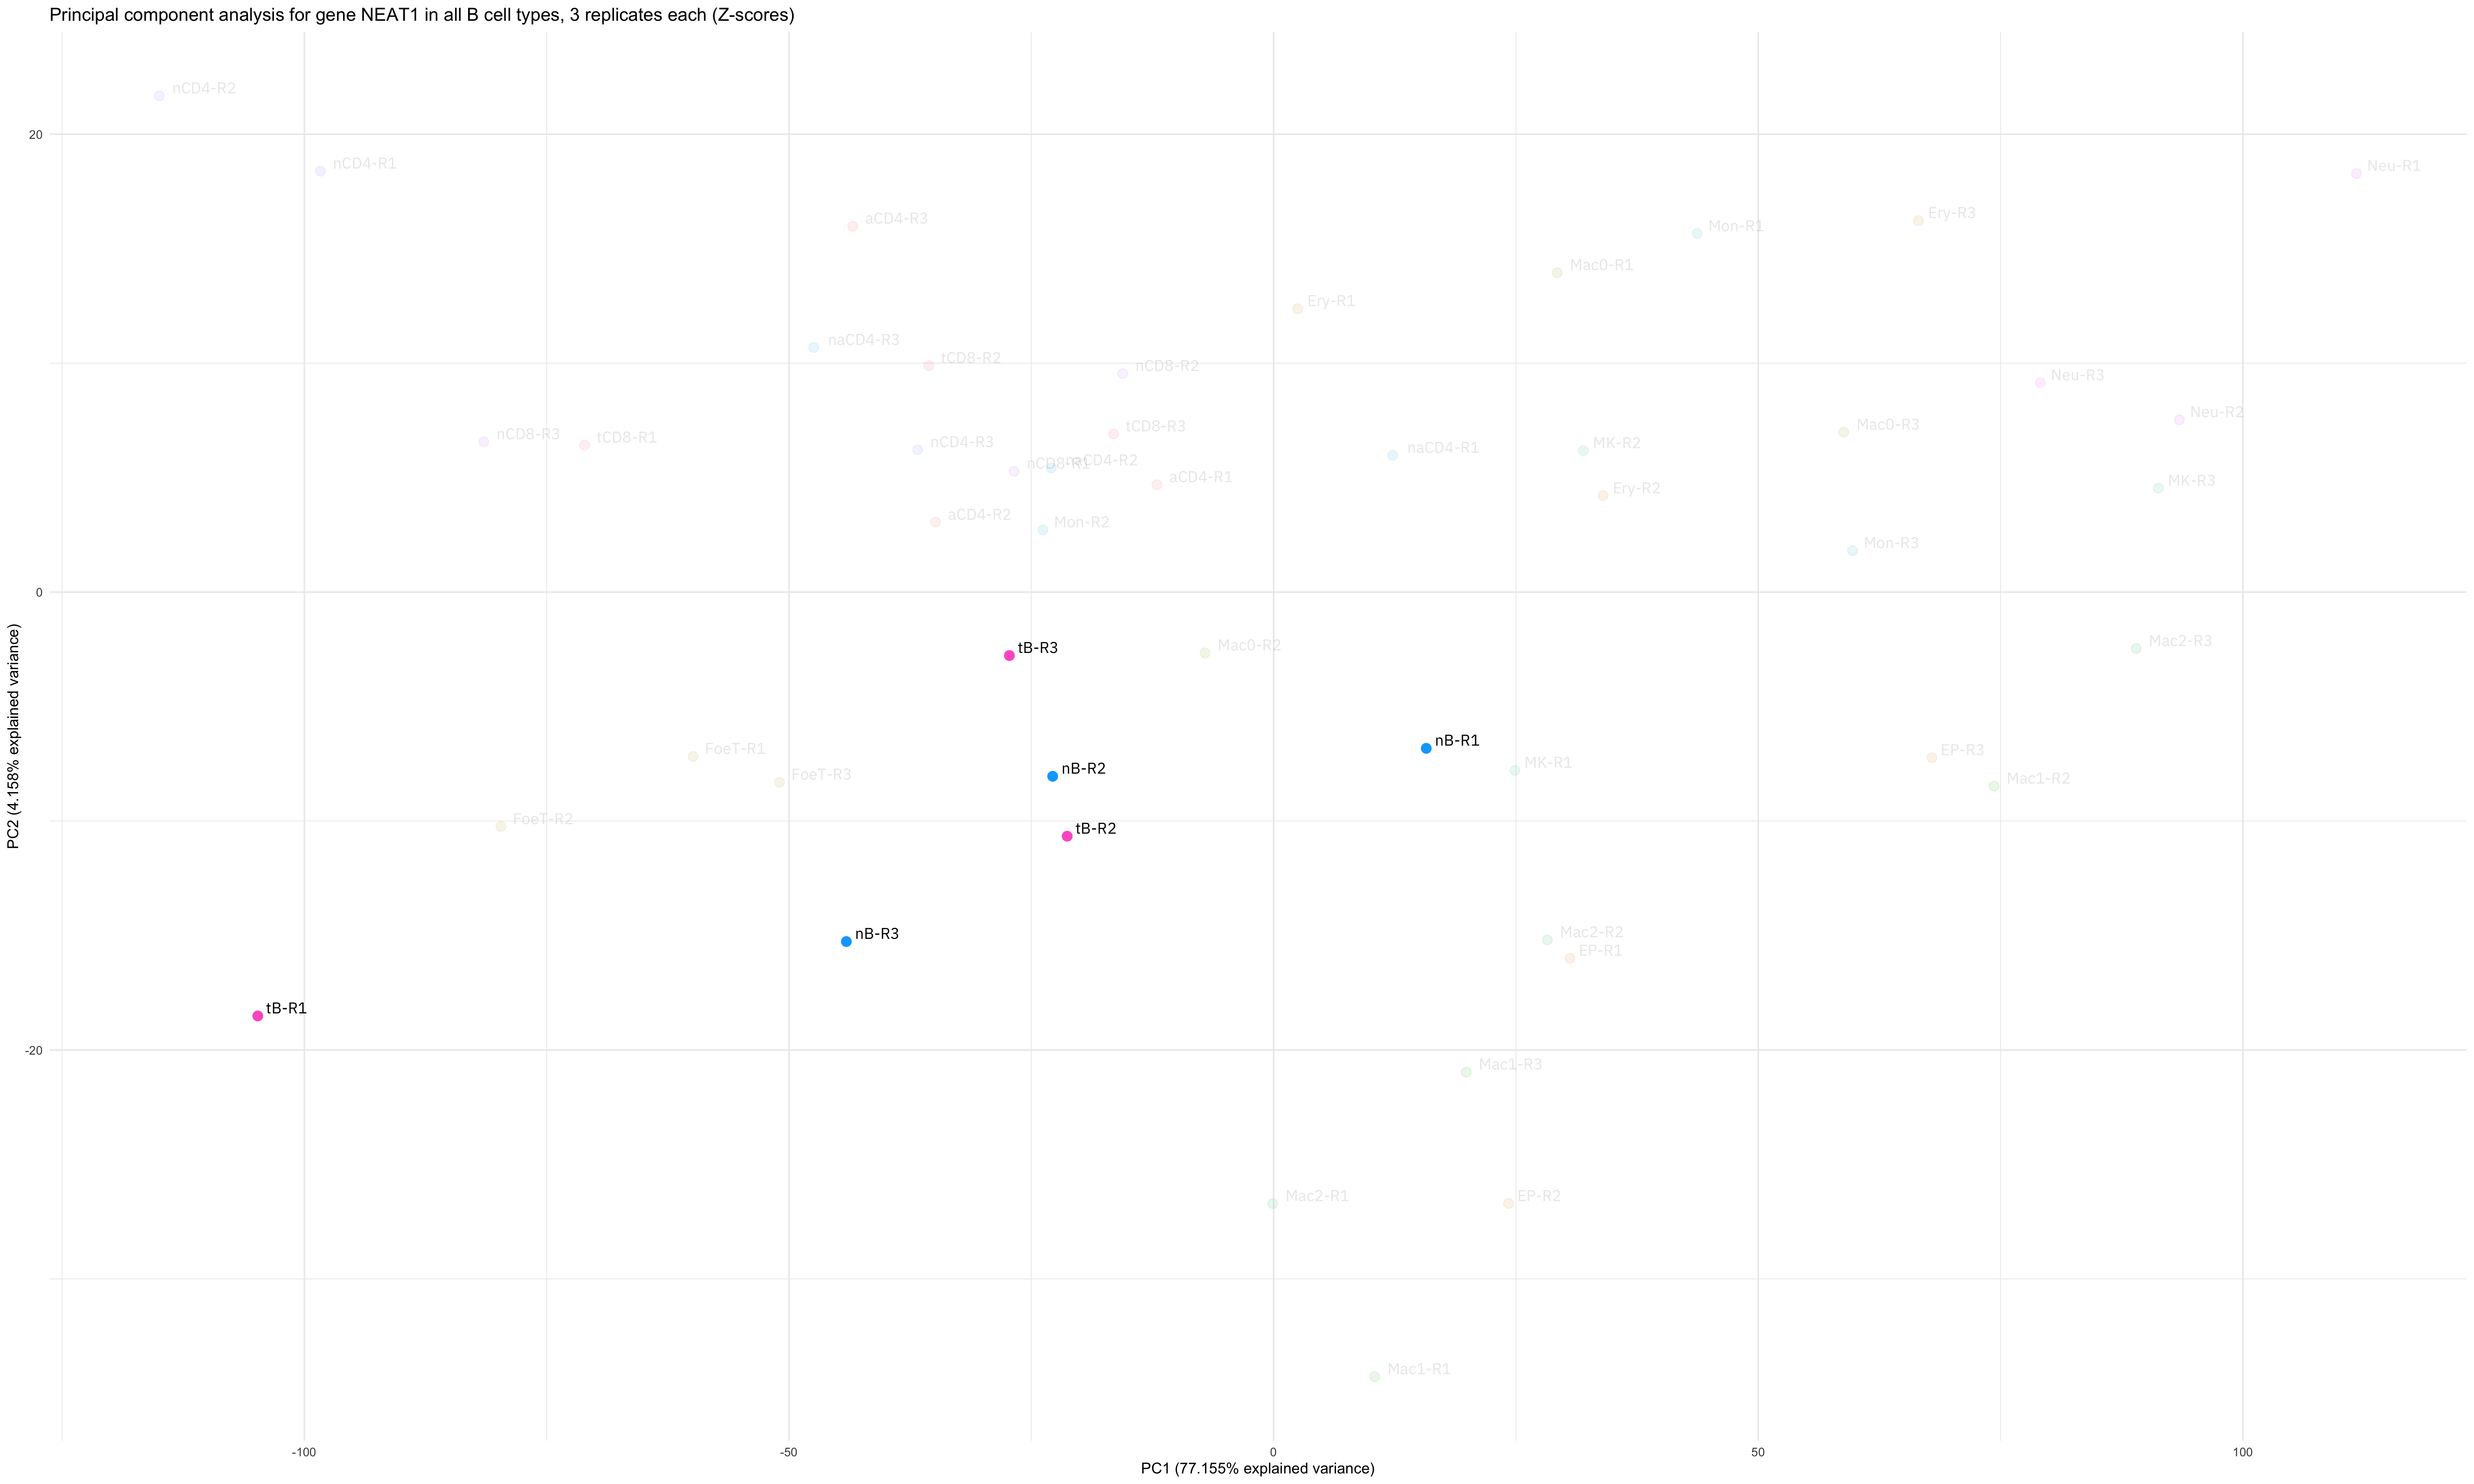 Principal component analysis for gene NEAT1 in all B cell types, 3 replicates each (Z-scores)
nCD4-R2
20
nCD4-R1
Neu-R1
Ery-R3
aCD4-R3
Mon-R1
Mac0-R1
Ery-R1
naCD4-R3
tCD8-R2
nCD8-R2
Neu-R3
Neu-R2
Mac0-R3
tCD8-R3
nCD8-R3
tCD8-R1
nCD4-R3
MK-R2
naCD4-R1
nCD8-R1
naCD4-R2
aCD4-R1
MK-R3
Ery-R2
aCD4-R2
Mon-R2
Mon-R3
0
tB-R3
Mac0-R2
Mac2-R3
nB-R1
FoeT-R1
EP-R3
MK-R1
nB-R2
FoeT-R3
Mac1-R2
FoeT-R2
tB-R2
nB-R3
Mac2-R2
EP-R1
tB-R1
-20
Mac1-R3
Mac2-R1
EP-R2
Mac1-R1
PC2 (4.158% explained variance)
-100
-50
0
50
100
PC1 (77.155% explained variance)